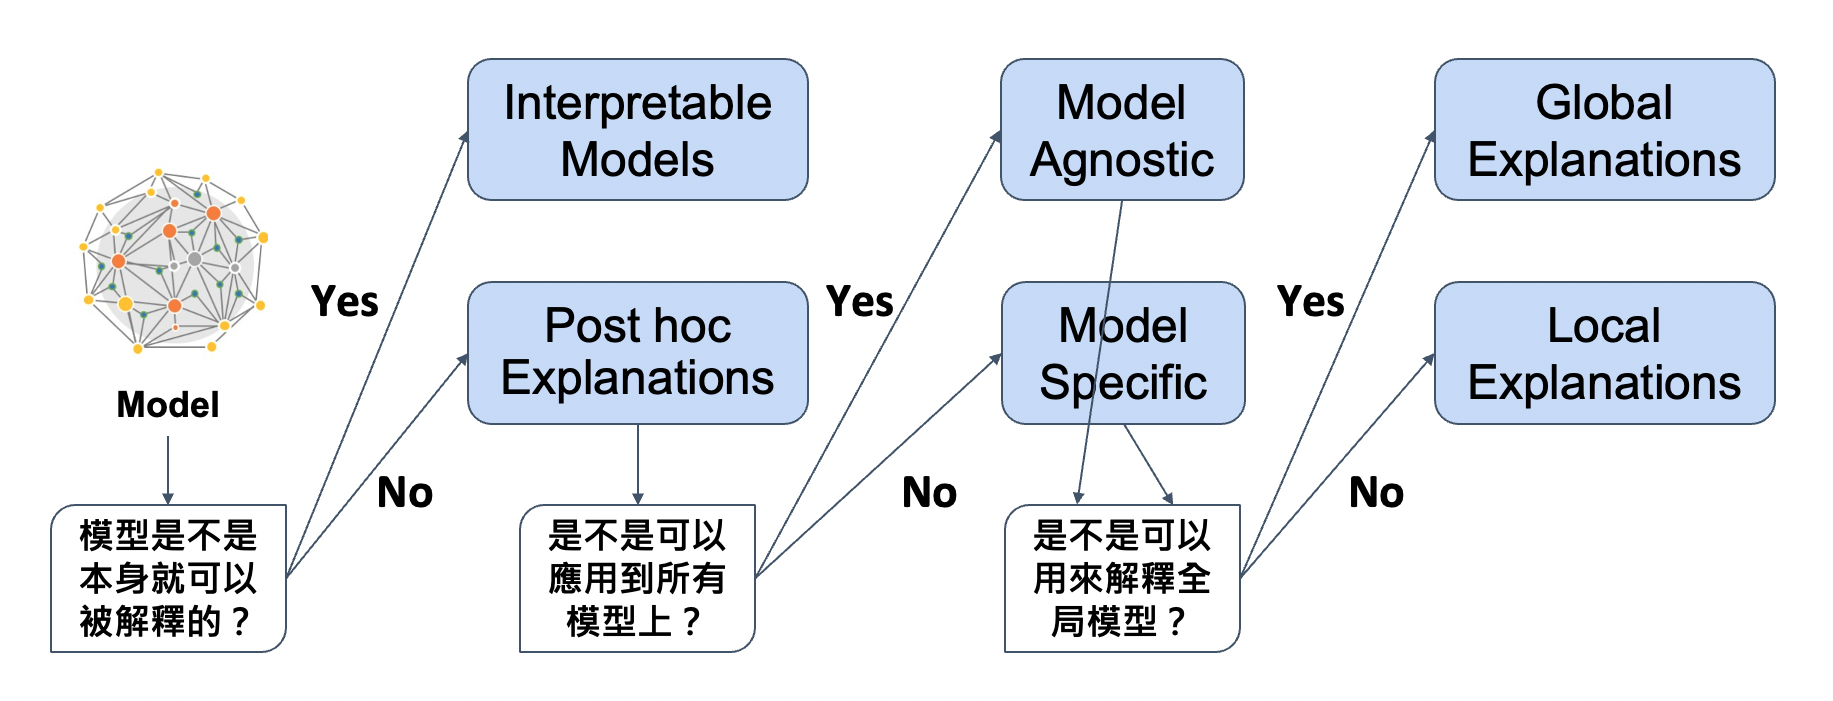 Model
模型是不是
本身就可以
被解釋的？
Yes
No
Interpretable
Models
Post hoc
Explanations
是不是可以
應用到所有
模型上？
Yes
No
Model
Agnostic
Model
Specific
是不是可以
用來解釋全
局模型？
Yes
No
Global
Explanations
Local
Explanations